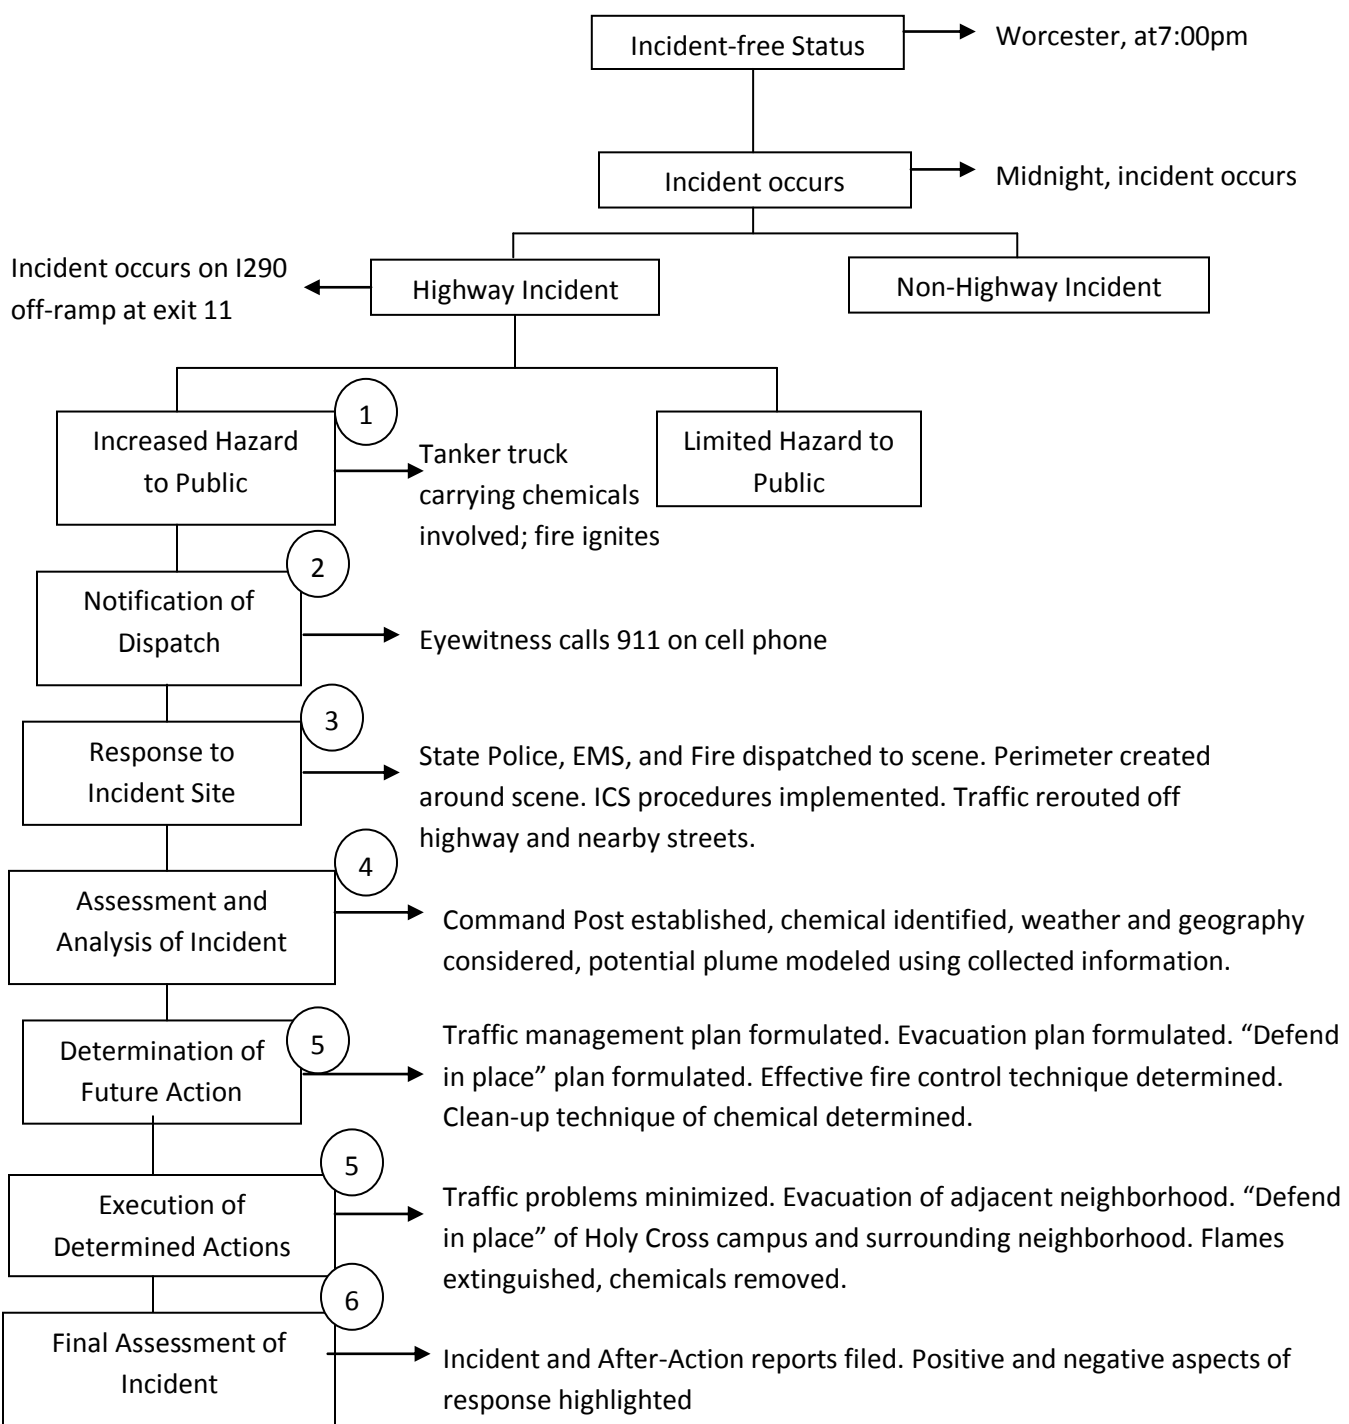 Incident-free Status
Worcester, at7:00pm
Incident occurs
Midnight, incident occurs
Incident occurs on I290
off-ramp at exit 11
Highway Incident
Non-Highway Incident
1
Increased Hazard
to Public
Tanker truck
carrying chemicals
involved; fire ignites
Limited Hazard to
Public
2
Notification of
Dispatch
Eyewitness calls 911 on cell phone
3
Response to
Incident Site
State Police, EMS, and Fire dispatched to scene. Perimeter created
around scene. ICS procedures implemented. Traffic rerouted off
highway and nearby streets.
4
Assessment and
Analysis of Incident
Command Post established, chemical identified, weather and geography
considered, potential plume modeled using collected information.
5
Determination of
Future Action
Traffic management plan formulated. Evacuation plan formulated. “Defend
in place” plan formulated. Effective fire control technique determined.
Clean-up technique of chemical determined.
5
Execution of
Determined Actions
Traffic problems minimized. Evacuation of adjacent neighborhood. “Defend
in place” of Holy Cross campus and surrounding neighborhood. Flames
extinguished, chemicals removed.
6
Final Assessment of
Incident
Incident and After-Action reports filed. Positive and negative aspects of
response highlighted